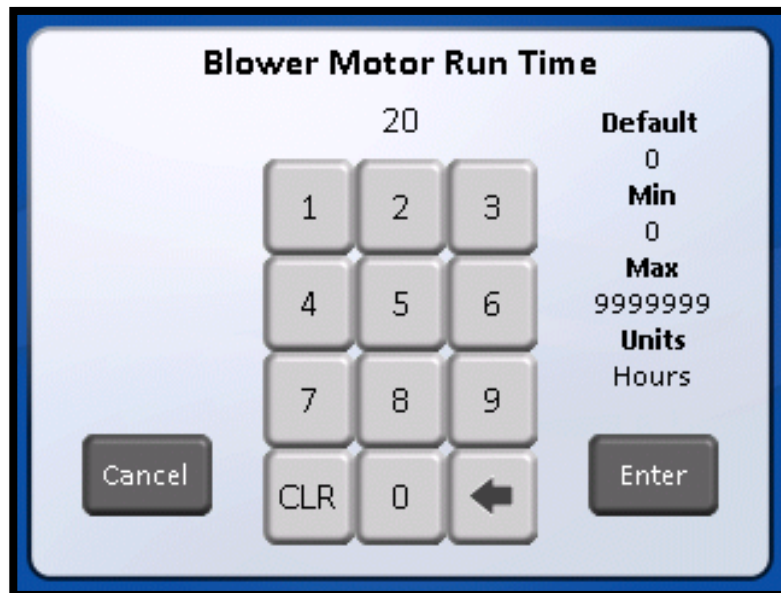 Blower Motor Run Time
20
Default
0
Min
0
Max
9999999
Units
Hours
1 2 3
4 5 6
7 8 9
CLR 0
Cancel
Enter